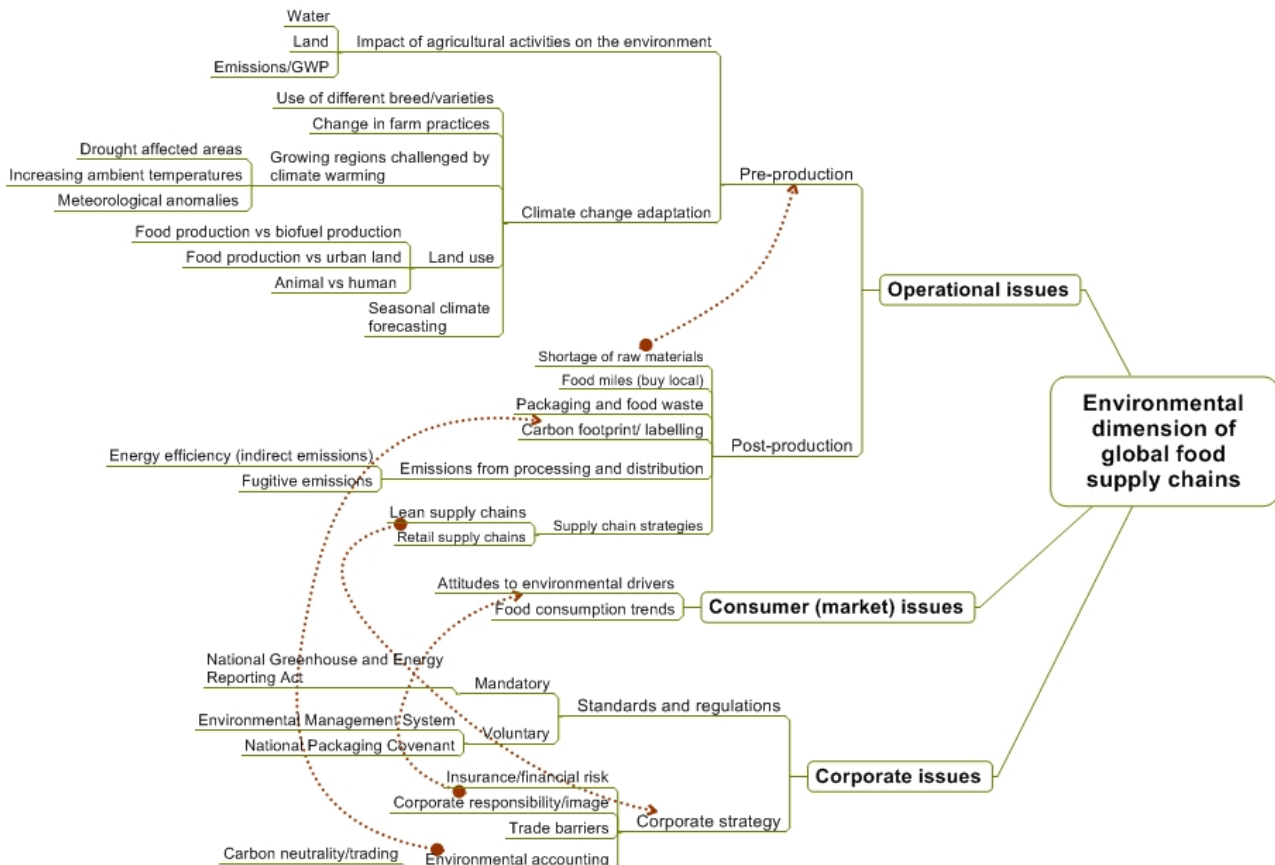 Water
Land
Emissions/GWP
Impact of agricultural activities on the environment
Use of different breed/varieties
Change in farm practices
Drought affected areas
Increasing ambient temperatures
Meteorological anomalies
Growing regions challenged by
climate warming
Food production vs biofuel production
Food production vs urban land
Animal vs human
Land use
Seasonal climate
forecasting
Climate change adaptation
Pre-production
Shortage of raw materials
Food miles (buy local)
Packaging and food waste
Carbon footprint/ labelling
Energy efficiency (indirect emissions)
Fugitive emissions
Emissions from processing and distribution
Lean supply chains
Retail supply chains
Supply chain strategies
Post-production
Operational issues
Environmental
dimension of
global food
supply chains
Attitudes to environmental drivers
Food consumption trends
Consumer (market) issues
National Greenhouse and Energy
Reporting Act
Mandatory
Environmental Management System
National Packaging Covenant
Voluntary
Standards and regulations
Insurance/financial risk
Corporate responsibility/image
Trade barriers
Carbon neutrality/trading
Environmental accounting
Corporate strategy
Corporate issues